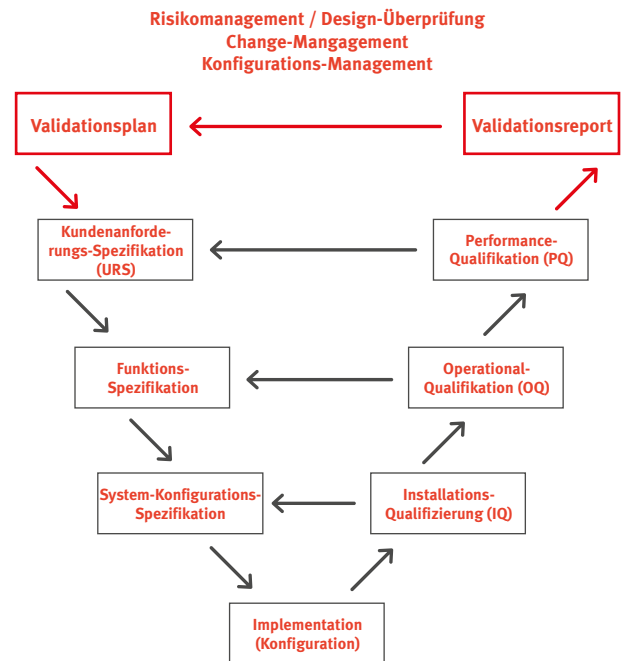 Risikomanagement / Design-Überprüfung
Change-Mangagement
Konfigurations-Management
Validationsplan
Validationsreport
Kundenanforde-
rungs-Spezifikation
(URS)
Performance-
Qualifikation (PQ)
Funktions-
Spezifikation
Operational-
Qualifikation (OQ)
System-Konfigurations-
Spezifikation
Installations-
Qualifizierung (IQ)
Implementation
(Konfiguration)